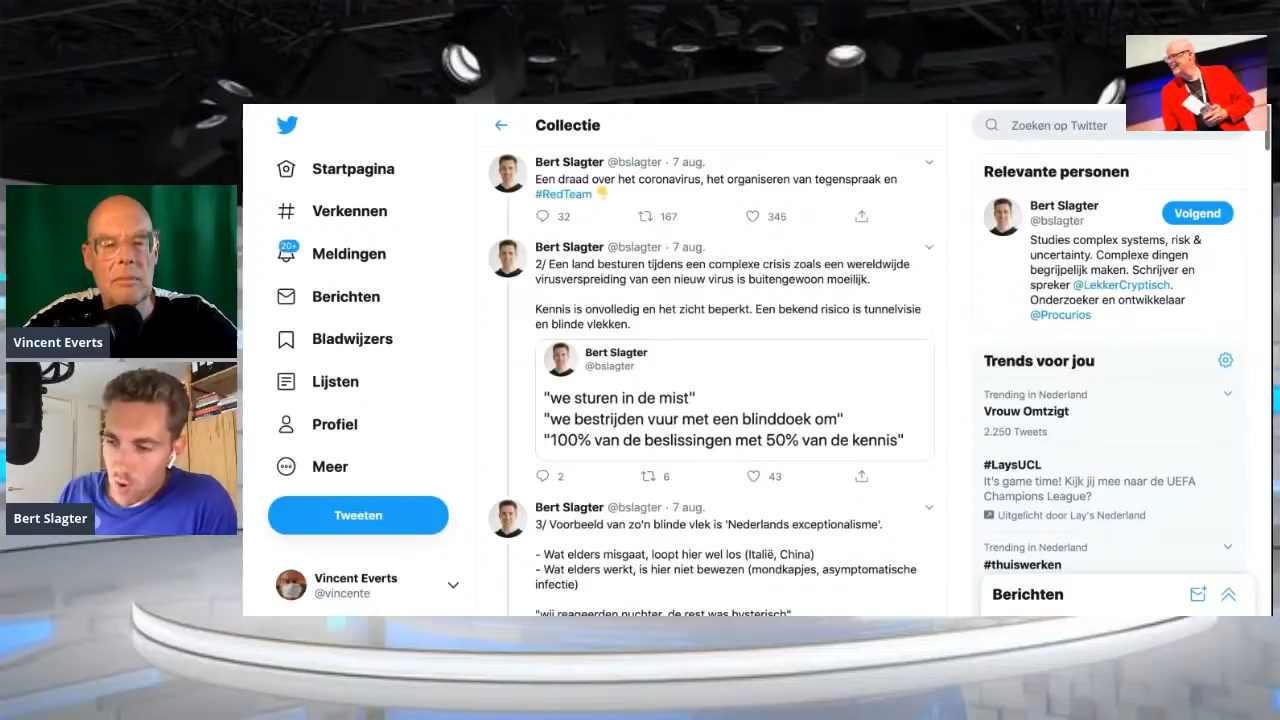 Vincent Everts
Bert Slagter
Startpagina
Verkennen
20+
Meldingen
Berichten
Bladwijzers
Lijsten
Profiel
Meer
Tweeten
Vincent Everts
@vincente
Collectie
Bert Slagter @bslagter · 7 aug.
Een draad over het coronavirus, het organiseren van tegenspraak en
#RedTeam 👇
32 167 345
Bert Slagter @bslagter · 7 aug.
2/ Een land besturen tijdens een complexe crisis zoals een wereldwijde
virusverspreiding van een nieuw virus is buitengewoon moeilijk.
Kennis is onvolledig en het zicht beperkt. Een bekend risico is tunnelvisie
en blinde vlekken.
Bert Slagter
@bslagter
"we sturen in de mist"
"we bestrijden vuur met een blinddoek om"
"100% van de beslissingen met 50% van de kennis"
2 6 43
Bert Slagter @bslagter · 7 aug.
3/ Voorbeeld van zo'n blinde vlek is 'Nederlands exceptionalisme'.
- Wat elders misgaat, loopt hier wel los (Italië, China)
- Wat elders werkt, is hier niet bewezen (mondkapjes, asymptomatische
infectie)
"wij reageerden nuchter, de rest was hysterisch"
Zoeken op Twitter
Relevante personen
Bert Slagter
@bslagter
Volgend
Studies complex systems, risk &
uncertainty. Complexe dingen
begrijpelijk maken. Schrijver en
spreker @LekkerCryptisch.
Onderzoeker en ontwikkelaar
@Procurios
Trends voor jou
Trending in Nederland
Vrouw Omtzigt
2.250 Tweets
#LaysUCL
It's game time! Kijk jij mee naar de UEFA
Champions League?
Uitgelicht door Lay's Nederland
Trending in Nederland
#thuiswerken
Berichten